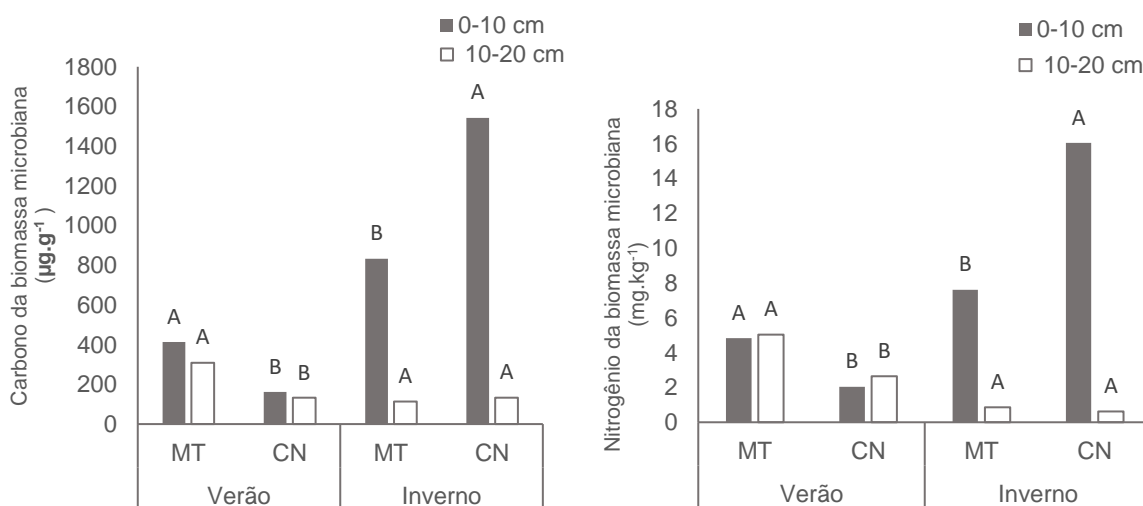 0-10 cm
10-20 cm
Carbono da biomassa microbiana
(µg.g⁻¹ )
1800
1600
1400
1200
1000
800
600
400
200
0
A
A
B
B
B
A
A
A
MT
CN
MT
CN
Verão
Inverno
0-10 cm
10-20 cm
Nitrogênio da biomassa microbiana
(mg.kg⁻¹)
18
16
14
12
10
8
6
4
2
0
A
A
B
B
B
A
A
A
MT
CN
MT
CN
Verão
Inverno